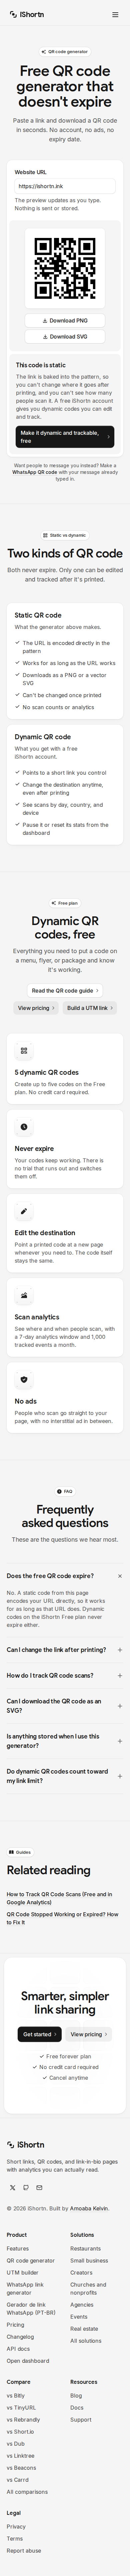 iShortn
QR code generator
Free QR code
generator that
doesn't expire
Paste a link and download a QR code
in seconds. No account, no ads, no
expiry date.
Website URL
https://ishortn.ink
The preview updates as you type.
Nothing is sent or stored.
Download PNG
Download SVG
This code is static
The link is baked into the pattern, so
you can't change where it goes after
printing, and you can't see how many
people scan it. A free iShortn account
gives you dynamic codes you can edit
and track.
Make it dynamic and trackable,
free
Want people to message you instead? Make a
WhatsApp QR code with your message already
typed in.
Static vs dynamic
Two kinds of QR code
Both never expire. Only one can be edited
and tracked after it's printed.
Static QR code
What the generator above makes.
The URL is encoded directly in the
pattern
Works for as long as the URL works
Downloads as a PNG or a vector
SVG
Can't be changed once printed
No scan counts or analytics
Dynamic QR code
What you get with a free
iShortn account.
Points to a short link you control
Change the destination anytime,
even after printing
See scans by day, country, and
device
Pause it or reset its stats from the
dashboard
Free plan
Dynamic QR
codes, free
Everything you need to put a code on
a menu, flyer, or package and know
it's working.
Read the QR code guide
View pricing
Build a UTM link
5 dynamic QR codes
Create up to five codes on the Free
plan. No credit card required.
Never expire
Your codes keep working. There is
no trial that runs out and switches
them off.
Edit the destination
Point a printed code at a new page
whenever you need to. The code itself
stays the same.
Scan analytics
See where and when people scan, with
a 7-day analytics window and 1,000
tracked events a month.
No ads
People who scan go straight to your
page, with no interstitial ad in between.
FAQ
Frequently
asked questions
These are the questions we hear most.
Does the free QR code expire?
No. A static code from this page
encodes your URL directly, so it works
for as long as that URL does. Dynamic
codes on the iShortn Free plan never
expire either.
Can I change the link after printing?
How do I track QR code scans?
Can I download the QR code as an
SVG?
Is anything stored when I use this
generator?
Do dynamic QR codes count toward
my link limit?
Guides
Related reading
How to Track QR Code Scans (Free and in
Google Analytics)
QR Code Stopped Working or Expired? How
to Fix It
Smarter, simpler
link sharing
Get started
View pricing
Free forever plan
No credit card required
Cancel anytime
iShortn
Short links, QR codes, and link-in-bio pages
with analytics you can actually read.
© 2026 iShortn. Built by Amoaba Kelvin.
Product
Features
QR code generator
UTM builder
WhatsApp link
generator
Gerador de link
WhatsApp (PT-BR)
Pricing
Changelog
API docs
Open dashboard
Solutions
Restaurants
Small business
Creators
Churches and
nonprofits
Agencies
Events
Real estate
All solutions
Compare
vs Bitly
vs TinyURL
vs Rebrandly
vs Short.io
vs Dub
vs Linktree
vs Beacons
vs Carrd
All comparisons
Resources
Blog
Docs
Support
Legal
Privacy
Terms
Report abuse